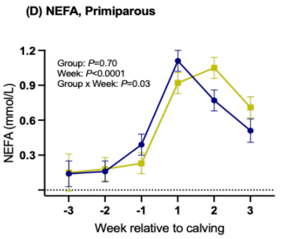 (D) NEFA, Primiparous
1.2
Group: P=0.70
Week: P<0.0001
Group x Week: P=0.03
0.9
0.6
0.3
NEFA (mmol/L)
-3 -2 -1 1 2 3
Week relative to calving